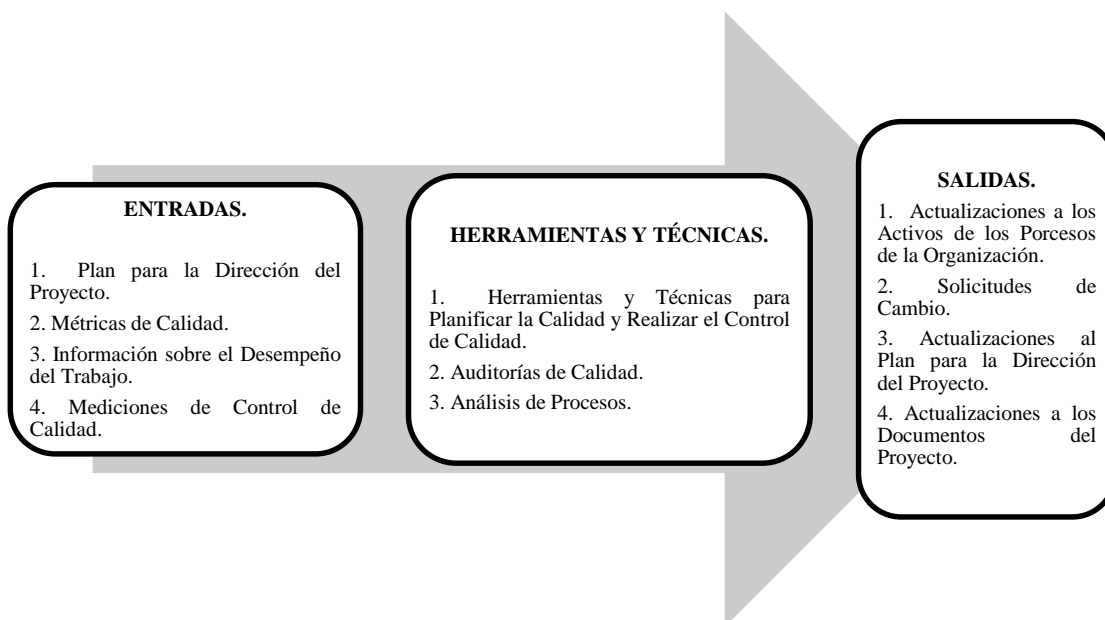 ENTRADAS.
1. Plan para la Dirección del
Proyecto.
2. Métricas de Calidad.
3. Información sobre el Desempeño
del Trabajo.
4. Mediciones de Control de
Calidad.
HERRAMIENTAS Y TÉCNICAS.
1. Herramientas y Técnicas para
Planificar la Calidad y Realizar el Control
de Calidad.
2. Auditorías de Calidad.
3. Análisis de Procesos.
SALIDAS.
1. Actualizaciones a los
Activos de los Porcesos
de la Organización.
2. Solicitudes de
Cambio.
3. Actualizaciones al
Plan para la Dirección
del Proyecto.
4. Actualizaciones a los
Documentos del
Proyecto.